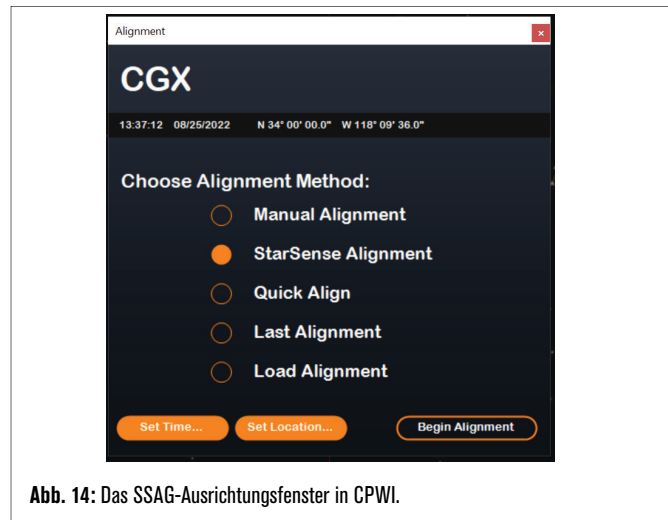 Alignment
CGX
13:37:12 08/25/2022 N 34° 00' 00.0" W 118° 09' 36.0"
Choose Alignment Method:
Manual Alignment
StarSense Alignment
Quick Align
Last Alignment
Load Alignment
Set Time... Set Location... Begin Alignment
Abb. 14: Das SSAG-Ausrichtungsfenster in CPWI.